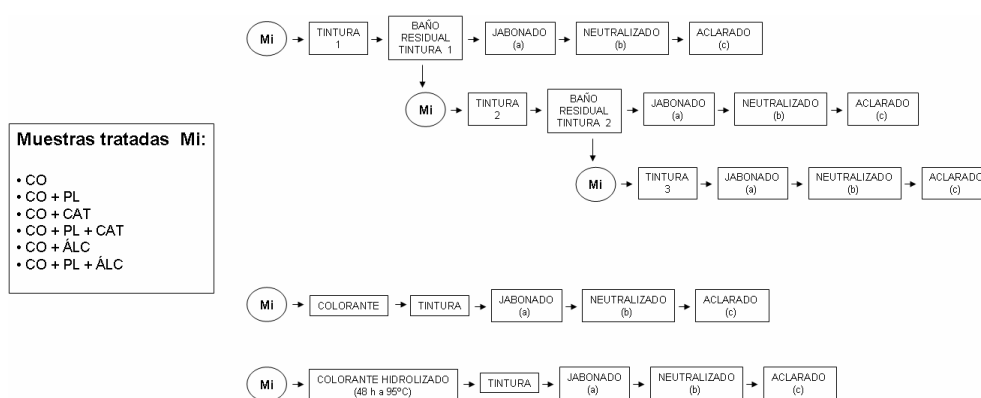 Mi
TINTURA
1
BAÑO
RESIDUAL
TINTURA 1
JABONADO
(a)
NEUTRALIZADO
(b)
ACLARADO
(c)
Mi
TINTURA
2
BAÑO
RESIDUAL
TINTURA 2
JABONADO
(a)
NEUTRALIZADO
(b)
ACLARADO
(c)
Mi
TINTURA
3
JABONADO
(a)
NEUTRALIZADO
(b)
ACLARADO
(c)
Muestras tratadas Mi:
• CO
• CO + PL
• CO + CAT
• CO + PL + CAT
• CO + ÁLC
• CO + PL + ÁLC
Mi
COLORANTE
TINTURA
JABONADO
(a)
NEUTRALIZADO
(b)
ACLARADO
(c)
Mi
COLORANTE HIDROLIZADO
(48 h a 95ºC)
TINTURA
JABONADO
(a)
NEUTRALIZADO
(b)
ACLARADO
(c)